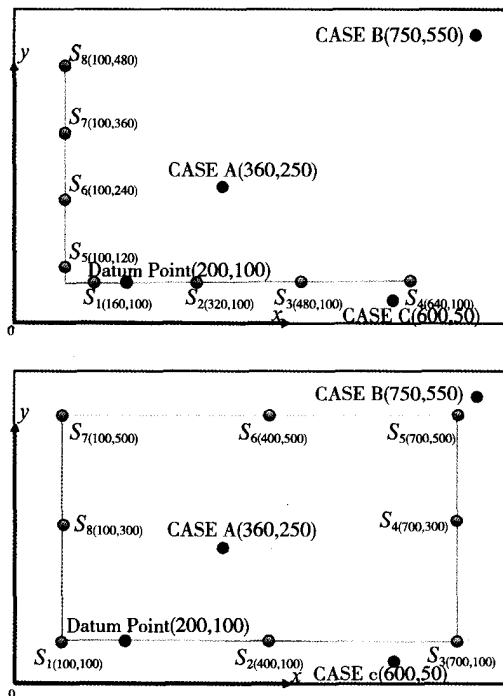 CASE B(750,550)
y
S8(100,480)
S7(100,360)
CASE A(360,250)
S6(100,240)
S5(100,120)
Datum Point(200,100)
S1(160,100) S2(320,100) S3(480,100) S4(640,100)
x CASE C(600,50)
0
CASE B(750,550)
y
S7(100,500) S6(400,500) S5(700,500)
S8(100,300) CASE A(360,250) S4(700,300)
Datum Point(200,100)
S1(100,100) S2(400,100) S3(700,100)
x CASE c(600,50)
0